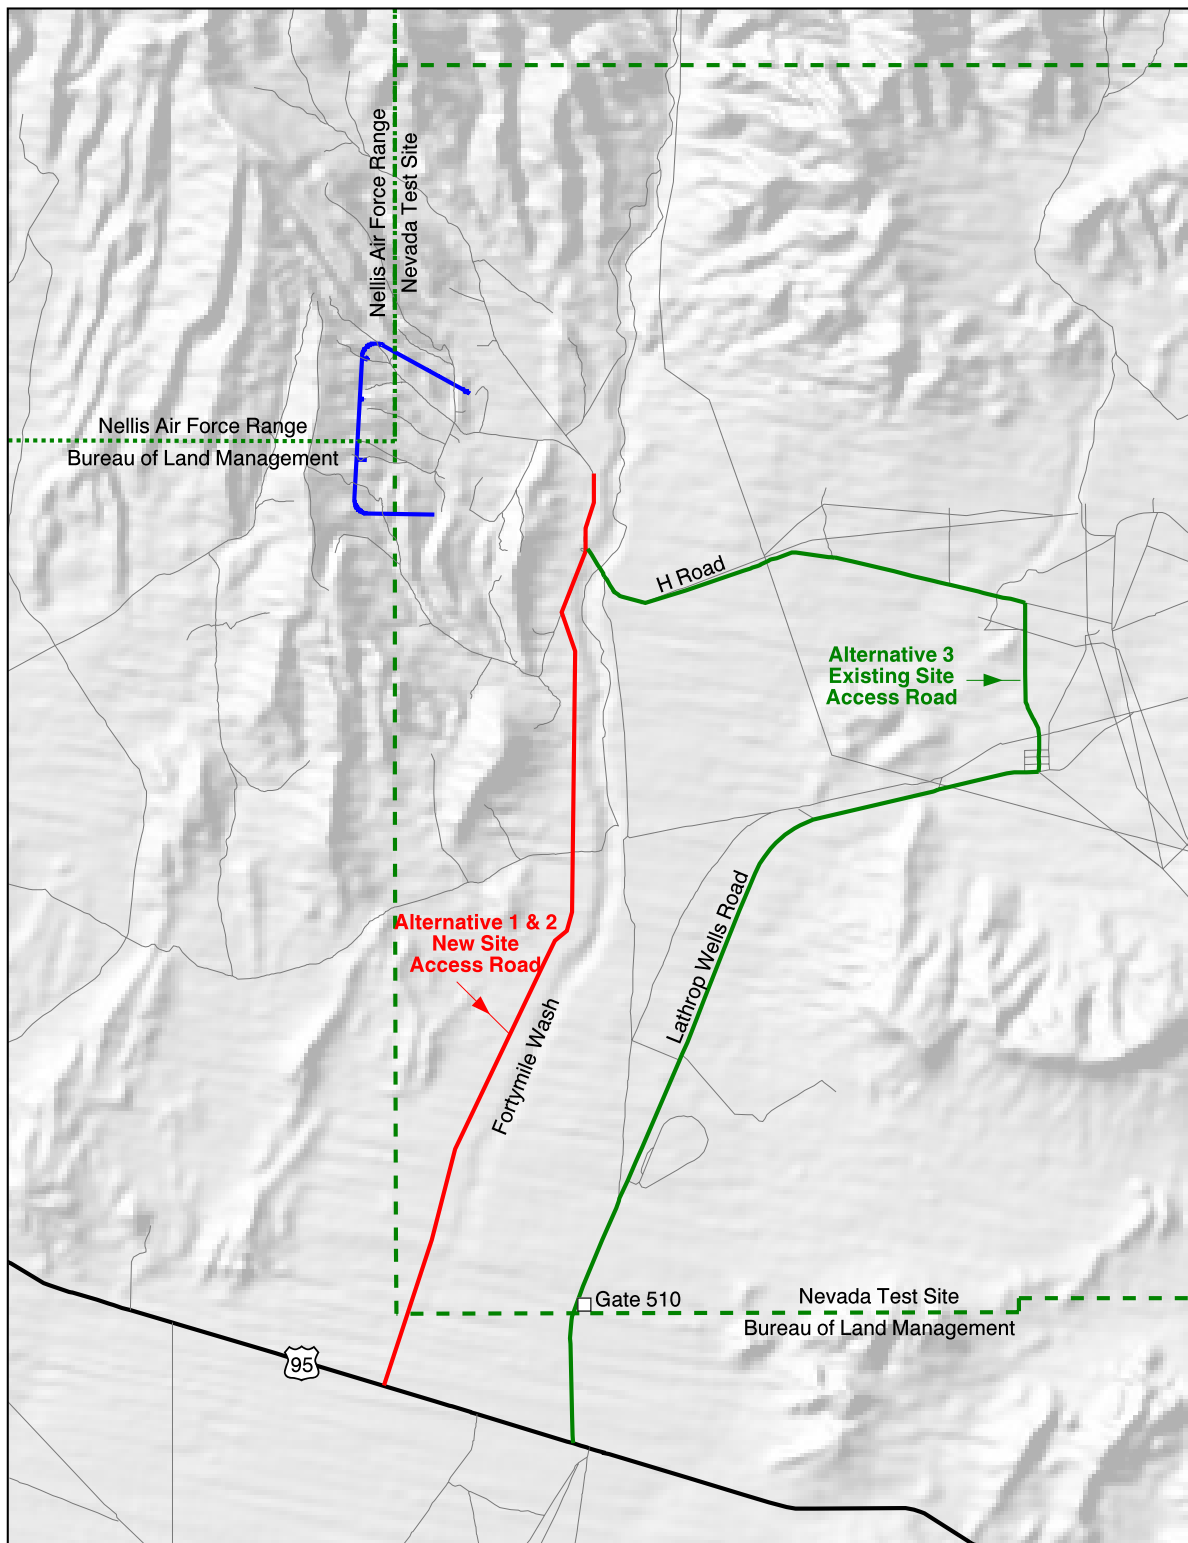 Nellis Air Force Range
Nevada Test Site
Nellis Air Force Range
Bureau of Land Management
H Road
Alternative 3
Existing Site
Access Road
Lathrop Wells Road
Alternative 1 & 2
New Site
Access Road
Fortymile Wash
Gate 510
Nevada Test Site
Bureau of Land Management
95